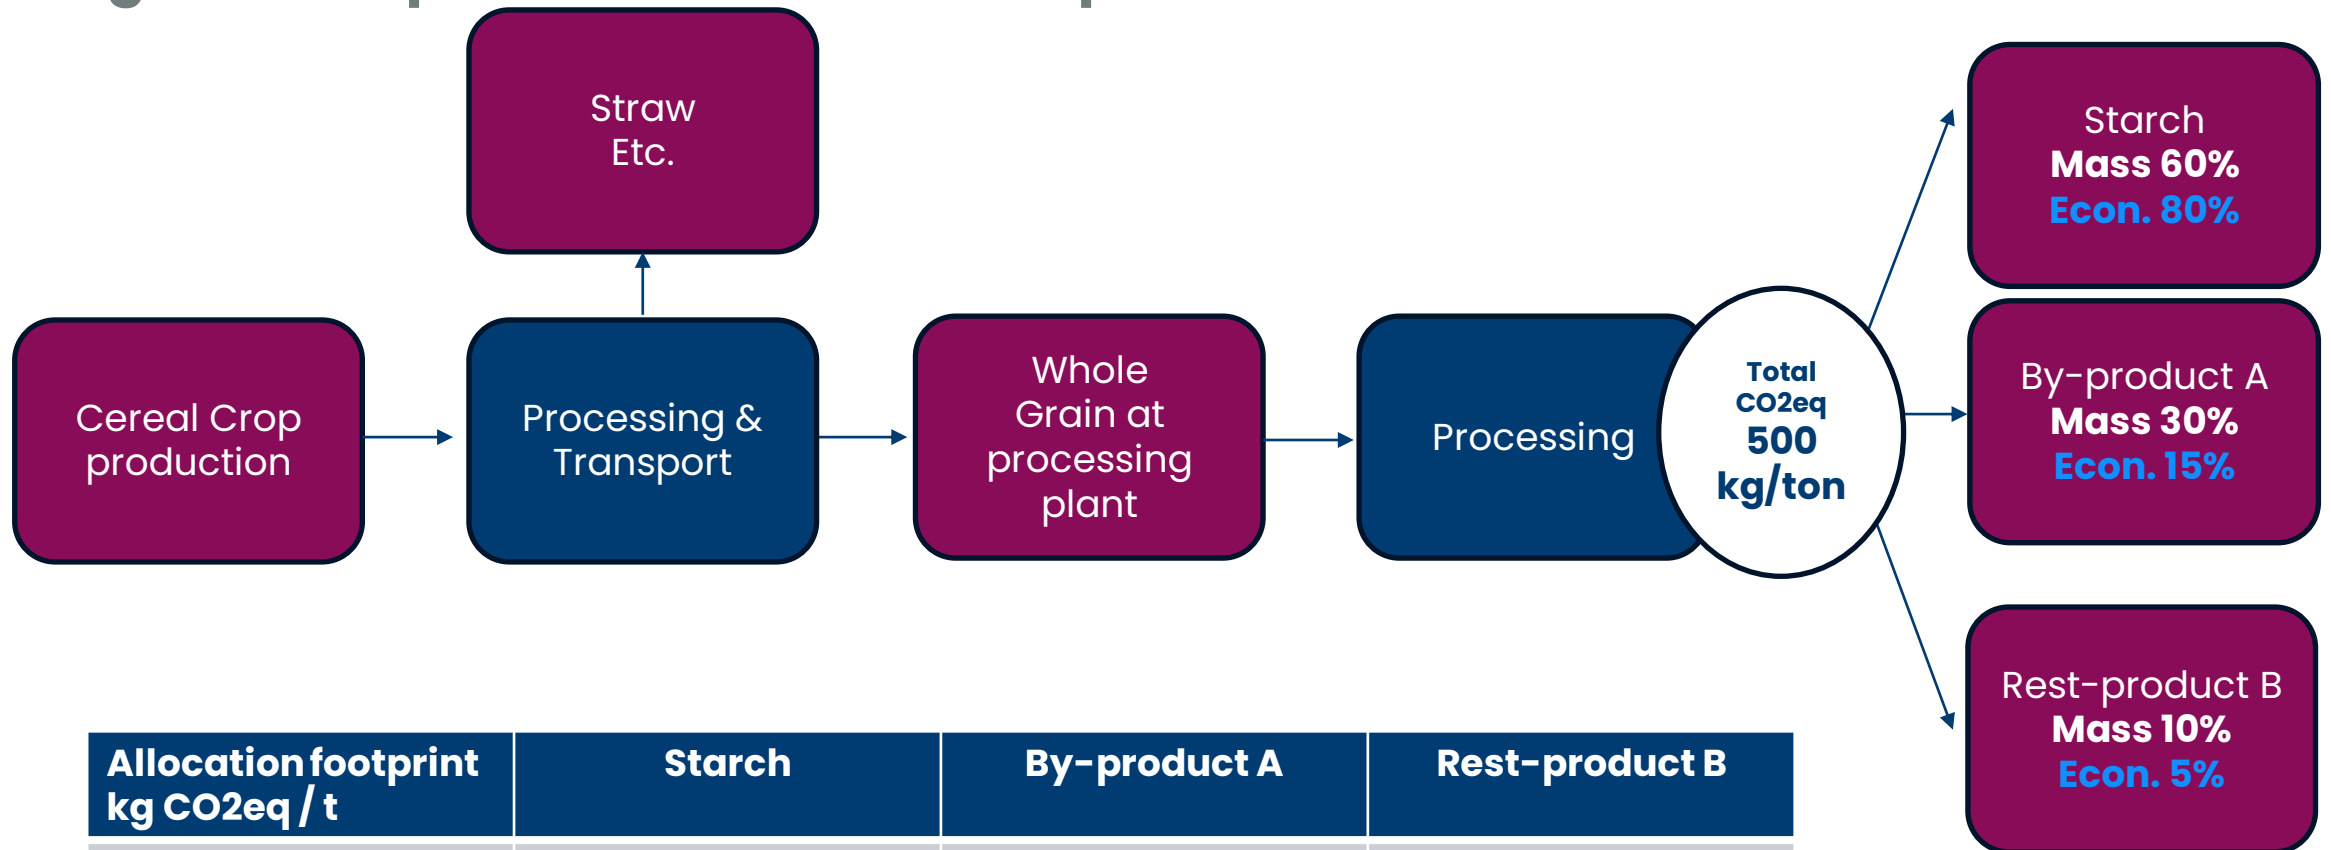 Straw
Etc.
Starch
Mass 60%
Econ. 80%
Cereal Crop
production
Processing &
Transport
Whole
Grain at
processing
plant
Processing
Total
CO2eq
500
kg/ton
By-product A
Mass 30%
Econ. 15%
Rest-product B
Mass 10%
Econ. 5%
Allocation footprint
kg CO2eq / t
Starch
By-product A
Rest-product B